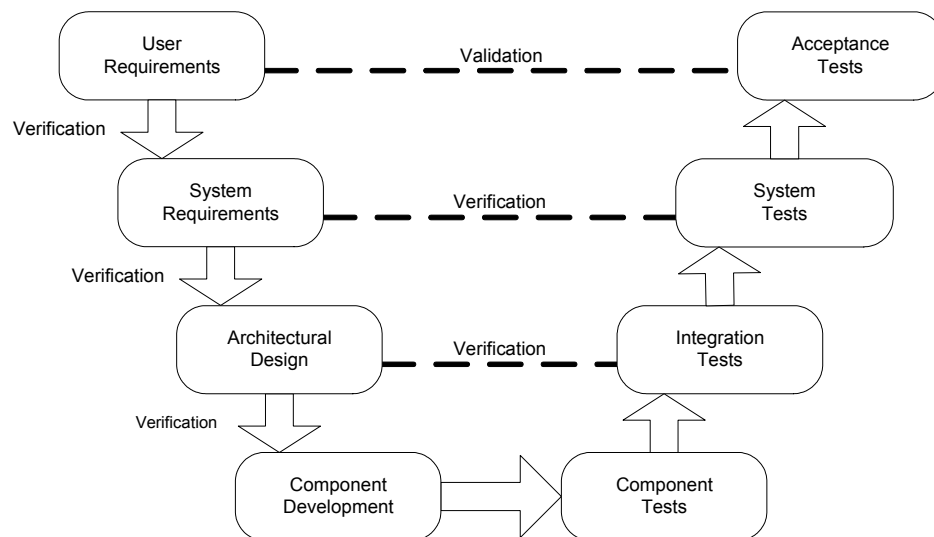 User
Requirements
Validation
Acceptance
Tests
Verification
System
Requirements
Verification
System
Tests
Verification
Architectural
Design
Verification
Integration
Tests
Verification
Component
Development
Component
Tests